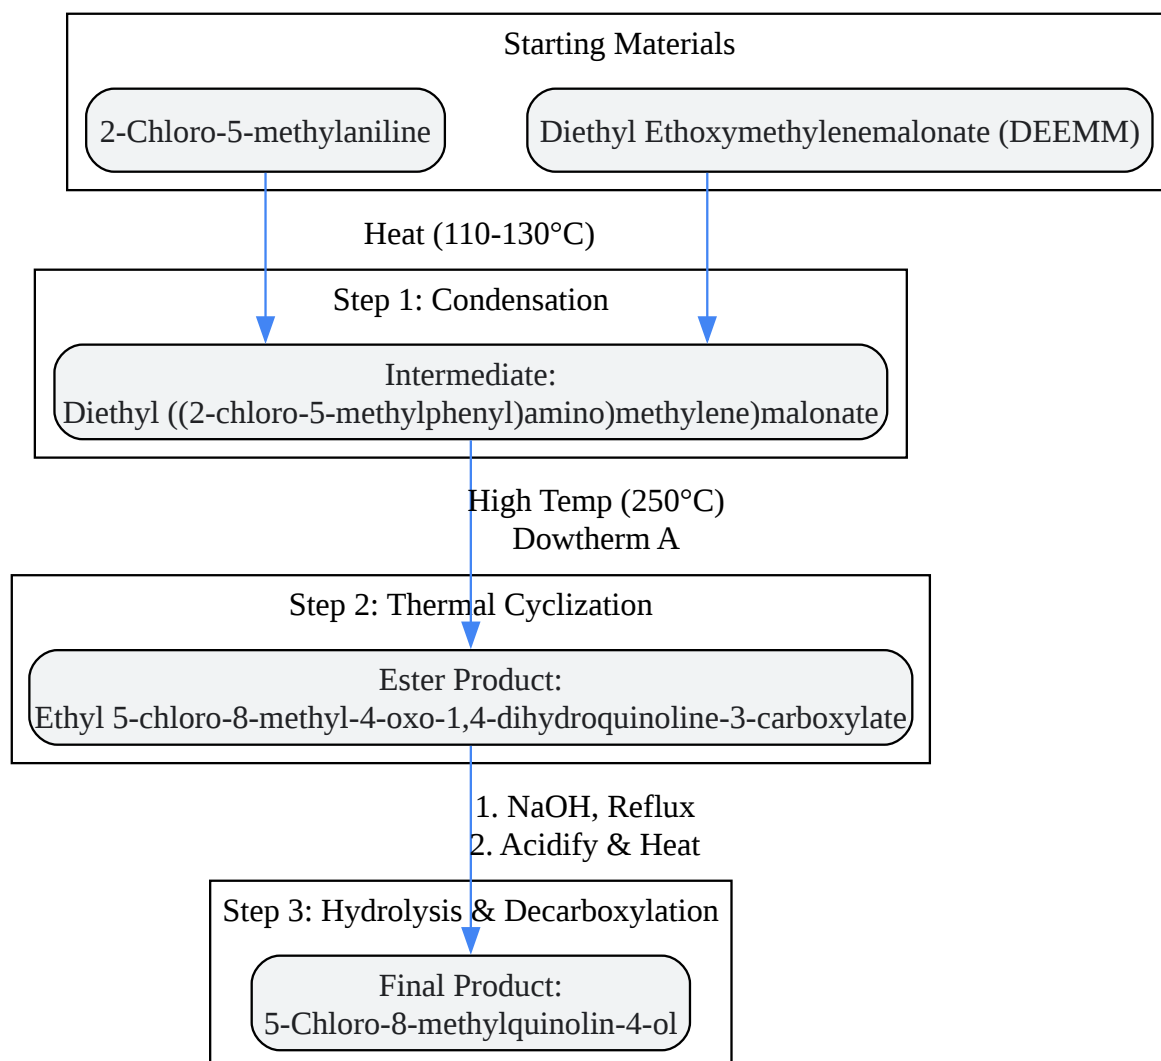 Starting Materials
2-Chloro-5-methylaniline
Diethyl Ethoxymethylenemalonate (DEEMM)
Heat (110-130°C)
Step 1: Condensation
Intermediate:
Diethyl ((2-chloro-5-methylphenyl)amino)methylene)malonate
High Temp (250°C)
Dowtherm A
Step 2: Thermal Cyclization
Ester Product:
Ethyl 5-chloro-8-methyl-4-oxo-1,4-dihydroquinoline-3-carboxylate
1. NaOH, Reflux
2. Acidify & Heat
Step 3: Hydrolysis & Decarboxylation
Final Product:
5-Chloro-8-methylquinolin-4-ol